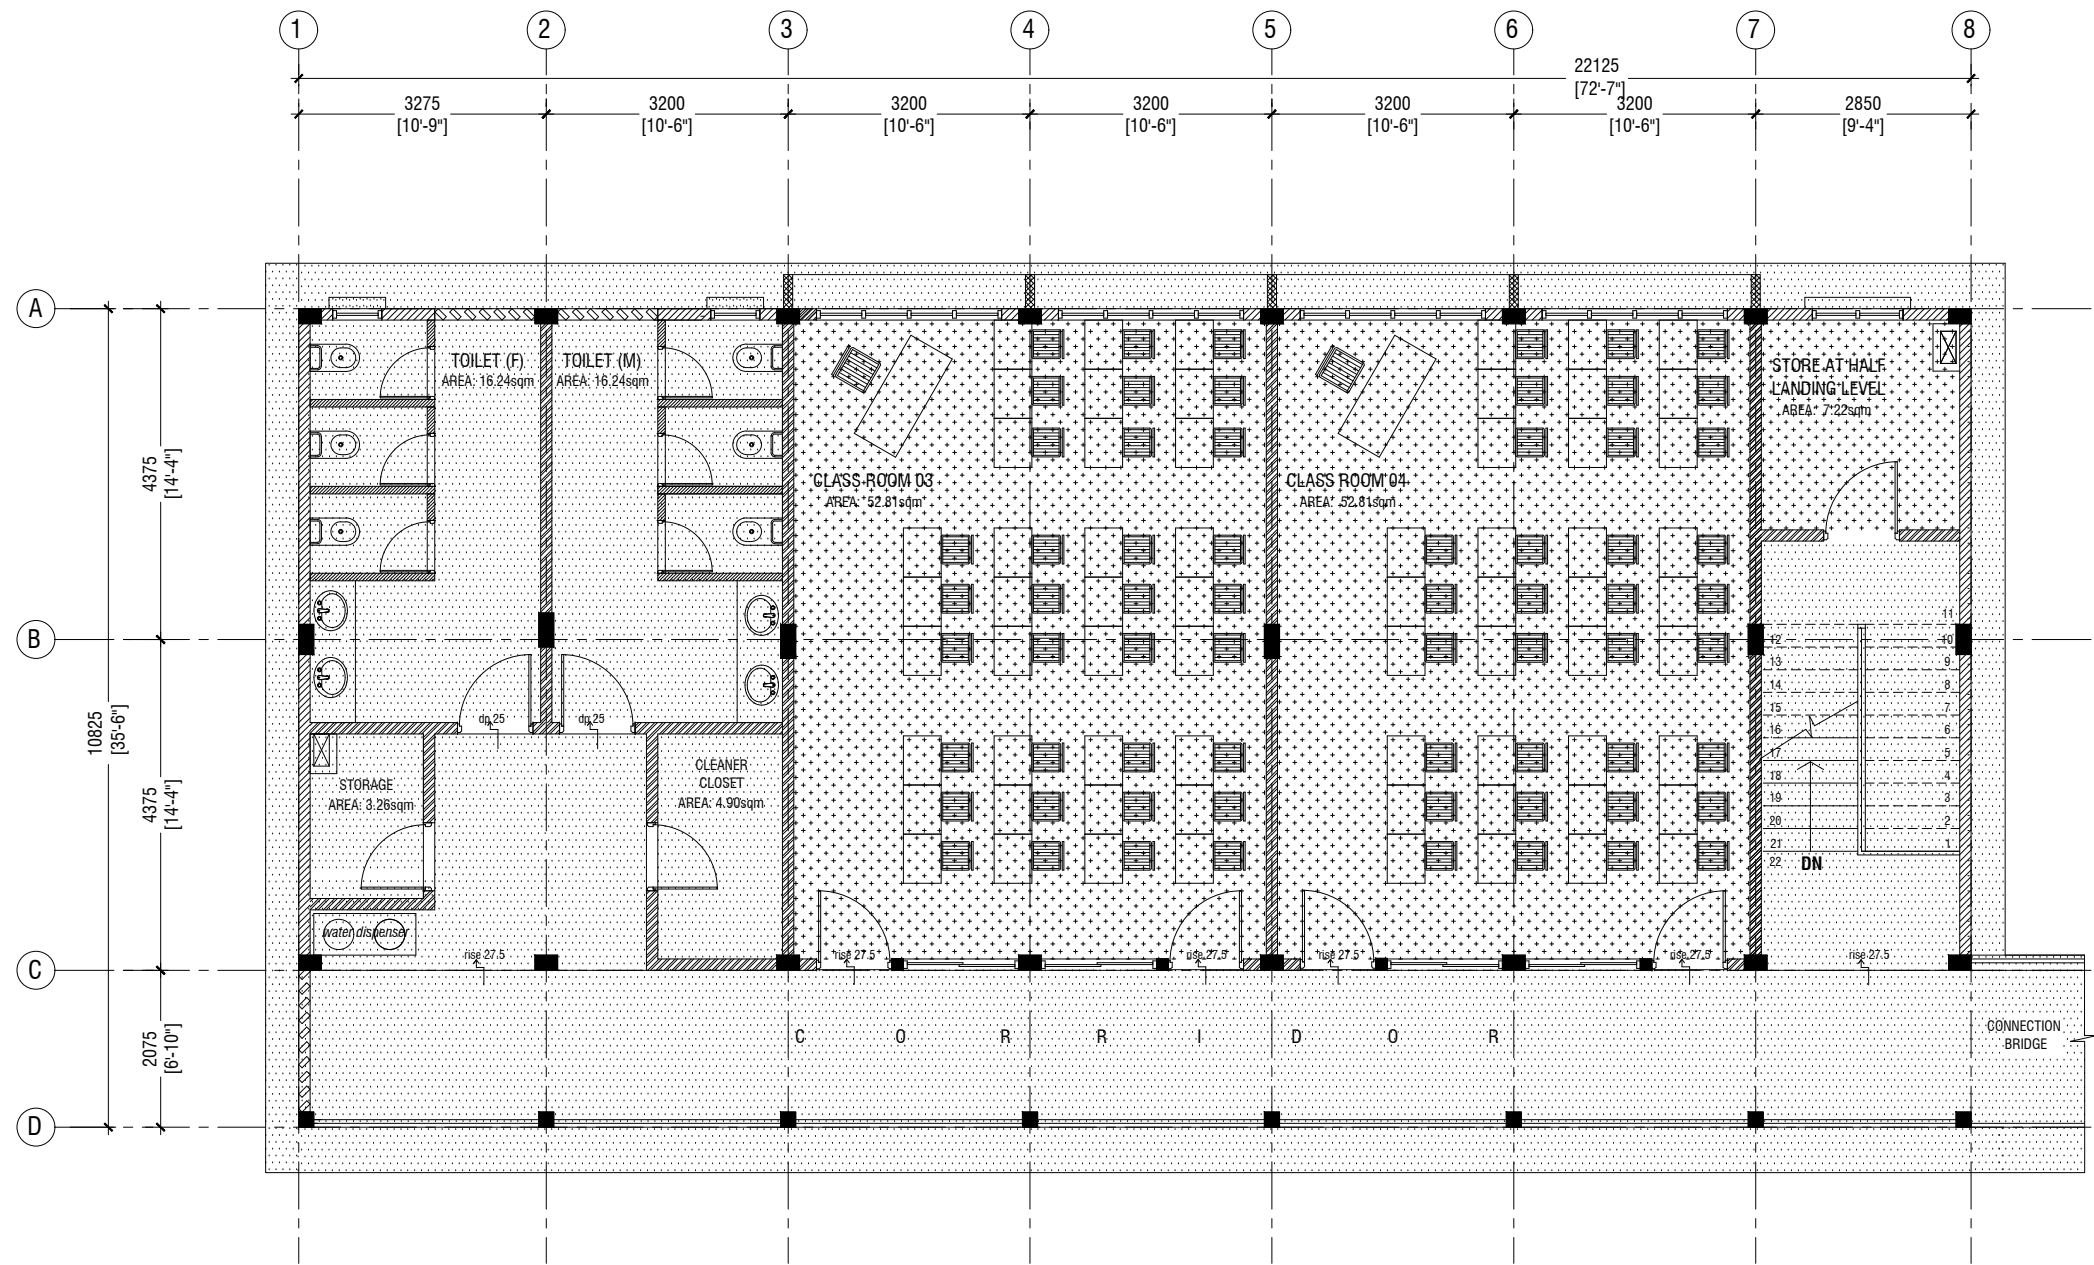 1 2 3 4 5 6 7 8
22125
[72'-7"]
3275 3200 3200 3200 3200 3200 2850
[10'-9"] [10'-6"] [10'-6"] [10'-6"] [10'-6"] [10'-6"] [9'-4"]
A
B
C
D
4375
[14'-4"]
4375
[14'-4"]
2075
[6'-10"]
10825
[35'-6"]
TOILET (F)
AREA: 16.24sqm
TOILET (M)
AREA: 16.24sqm
CLASS ROOM 03
AREA: 52.81sqm
CLASS ROOM 04
AREA: 52.81sqm
STORE AT HALF
LANDING LEVEL
AREA: 7.22sqm
dp 25
dp 25
STORAGE
AREA: 3.26sqm
CLEANER
CLOSET
AREA: 4.90sqm
water dispenser
11
12 10
13 9
14 8
15 7
16 6
17 5
18 4
19 3
20 2
21 1
22
DN
rise 27.5
rise 27.5
rise 27.5
rise 27.5
rise 27.5
rise 27.5
C O R R I D O R
CONNECTION
BRIDGE